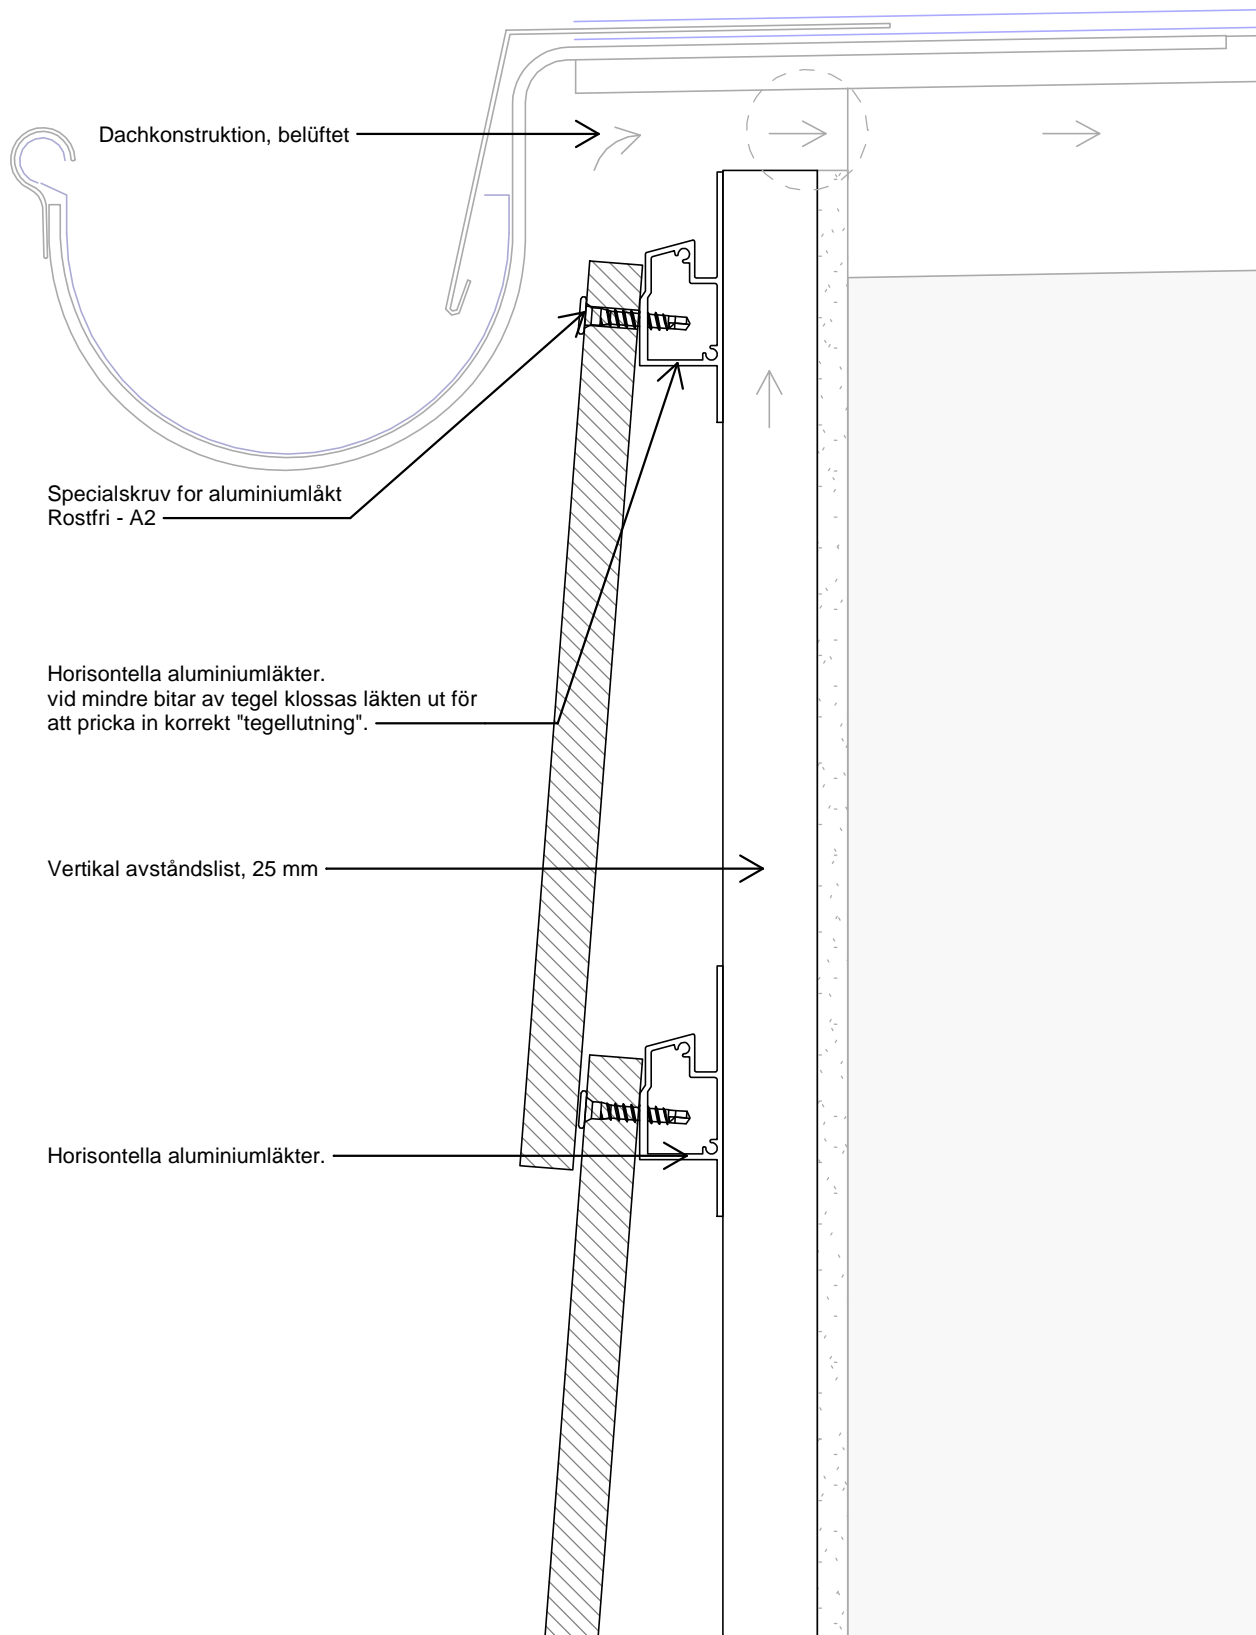 Dachkonstruktion, belüftet
Specialskruv for aluminiumlåkt
Rostfri - A2
Horisontella aluminiumläkter.
vid mindre bitar av tegel klossas läkten ut för
att pricka in korrekt "tegellutning".
Vertikal avståndslist, 25 mm
Horisontella aluminiumläkter.